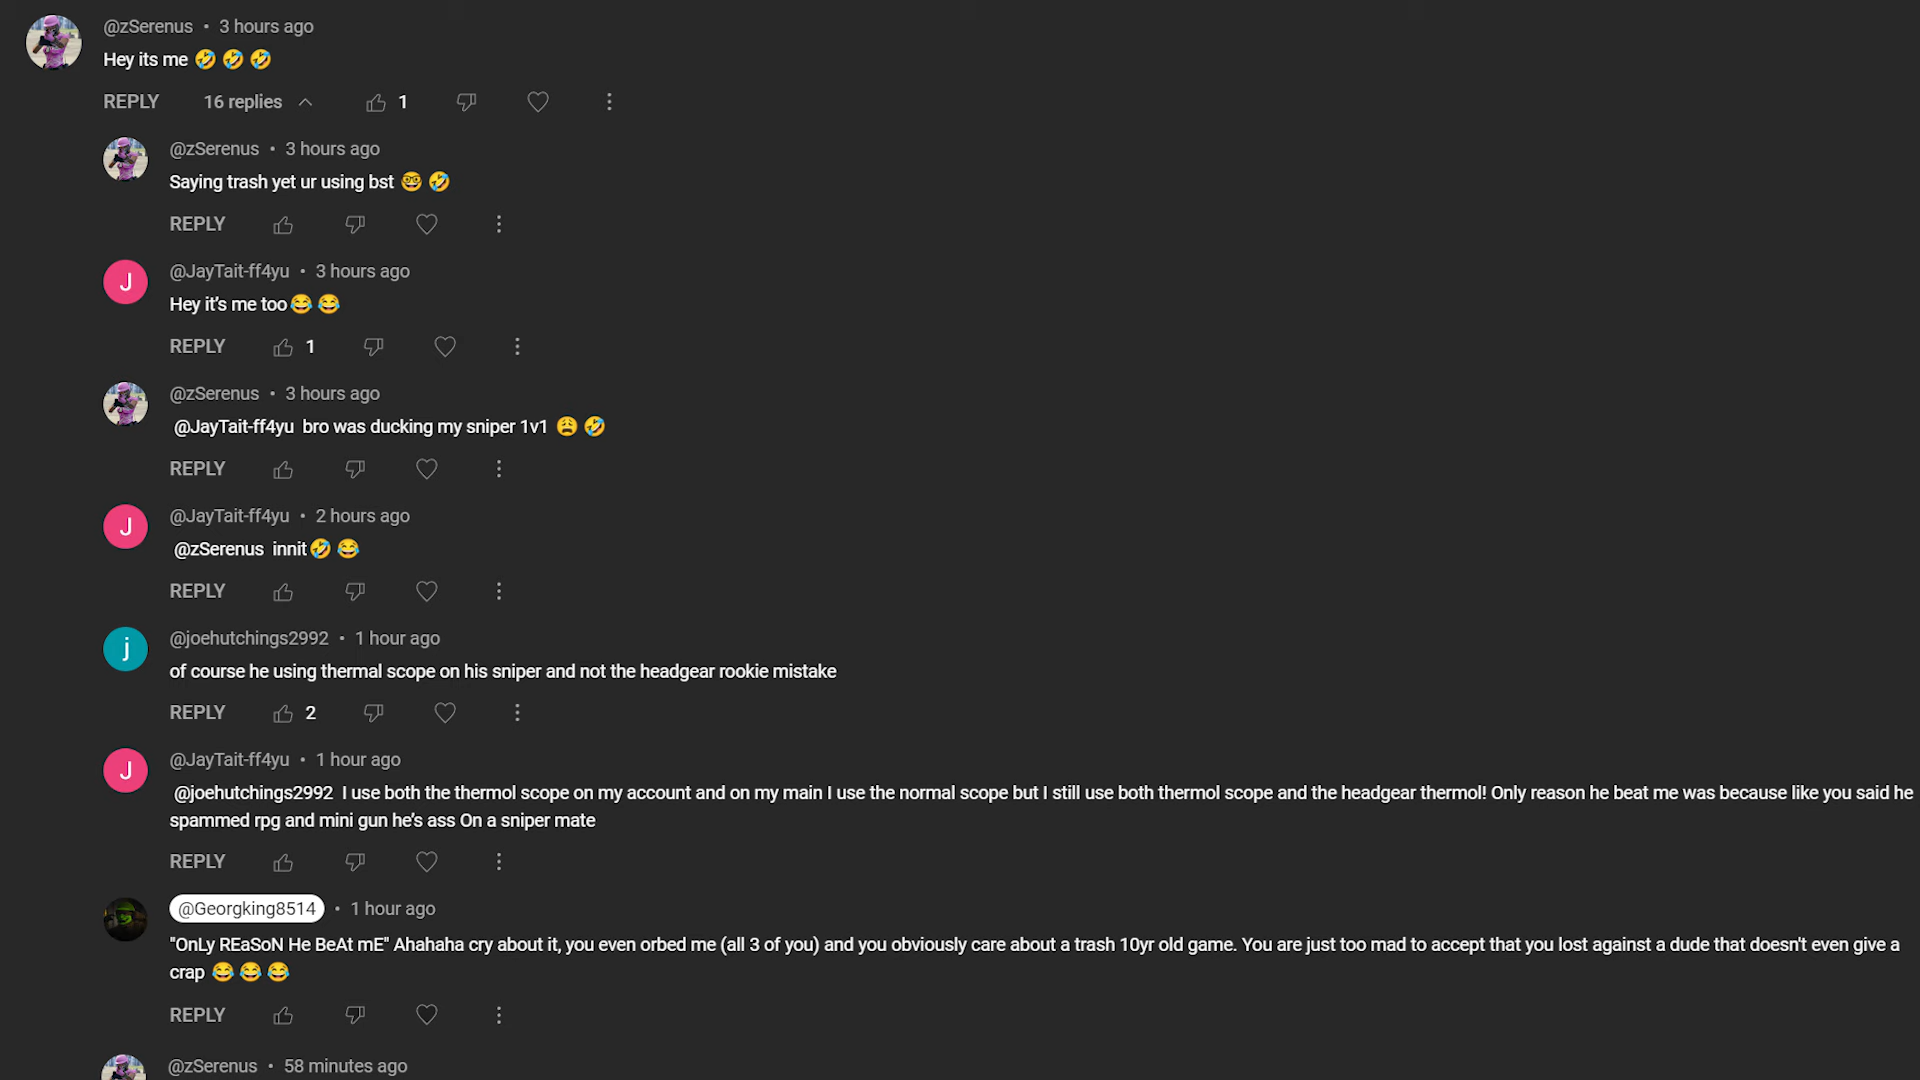 @zSerenus • 3 hours ago
Hey its me 🤣 🤣 🤣
REPLY 16 replies 1
@zSerenus • 3 hours ago
Saying trash yet ur using bst 🤓 🤣
REPLY
J @JayTait-ff4yu • 3 hours ago
Hey it’s me too😂 😂
REPLY 1
@zSerenus • 3 hours ago
@JayTait-ff4yu bro was ducking my sniper 1v1 😩 🤣
REPLY
J @JayTait-ff4yu • 2 hours ago
@zSerenus innit🤣 😂
REPLY
j @joehutchings2992 • 1 hour ago
of course he using thermal scope on his sniper and not the headgear rookie mistake
REPLY 2
J @JayTait-ff4yu • 1 hour ago
@joehutchings2992 I use both the thermol scope on my account and on my main I use the normal scope but I still use both thermol scope and the headgear thermol! Only reason he beat me was because like you said he
spammed rpg and mini gun he’s ass On a sniper mate
REPLY
@Georgking8514 • 1 hour ago
"OnLy REaSoN He BeAt mE" Ahahaha cry about it, you even orbed me (all 3 of you) and you obviously care about a trash 10yr old game. You are just too mad to accept that you lost against a dude that doesn't even give a
crap 😂 😂 😂
REPLY
@zSerenus • 58 minutes ago